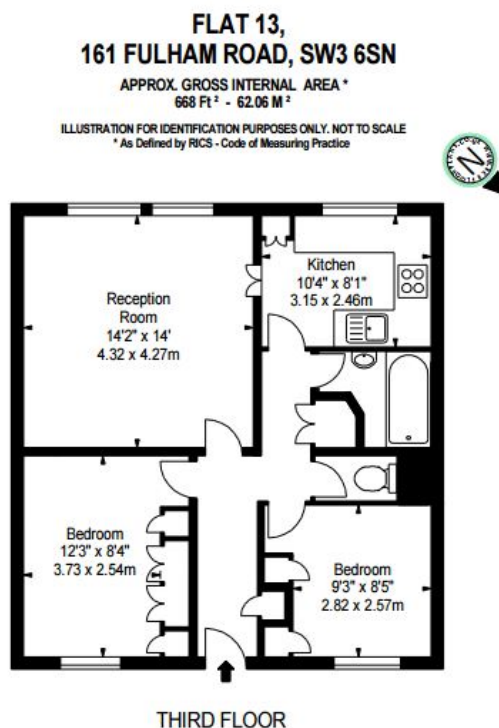 FLAT 13,
161 FULHAM ROAD, SW3 6SN
APPROX. GROSS INTERNAL AREA *
668 Ft ² - 62.06 M ²
ILLUSTRATION FOR IDENTIFICATION PURPOSES ONLY. NOT TO SCALE
* As Defined by RICS - Code of Measuring Practice
N
Kitchen
10'4" x 8'1"
3.15 x 2.46m
Reception
Room
14'2" x 14'
4.32 x 4.27m
Bedroom
12'3" x 8'4"
3.73 x 2.54m
Bedroom
9'3" x 8'5"
2.82 x 2.57m
THIRD FLOOR